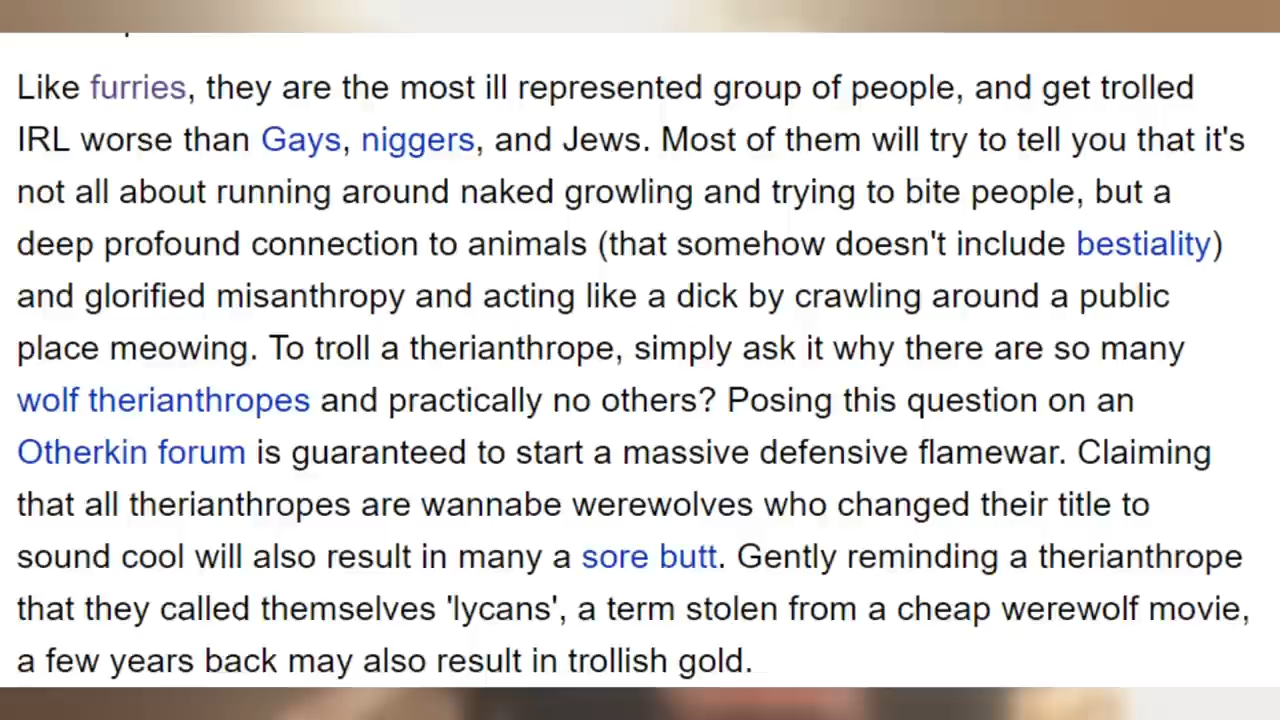 Like furries, they are the most ill represented group of people, and get trolled
IRL worse than Gays, niggers, and Jews. Most of them will try to tell you that it's
not all about running around naked growling and trying to bite people, but a
deep profound connection to animals (that somehow doesn't include bestiality)
and glorified misanthropy and acting like a dick by crawling around a public
place meowing. To troll a therianthrope, simply ask it why there are so many
wolf therianthropes and practically no others? Posing this question on an
Otherkin forum is guaranteed to start a massive defensive flamewar. Claiming
that all therianthropes are wannabe werewolves who changed their title to
sound cool will also result in many a sore butt. Gently reminding a therianthrope
that they called themselves 'lycans', a term stolen from a cheap werewolf movie,
a few years back may also result in trollish gold.